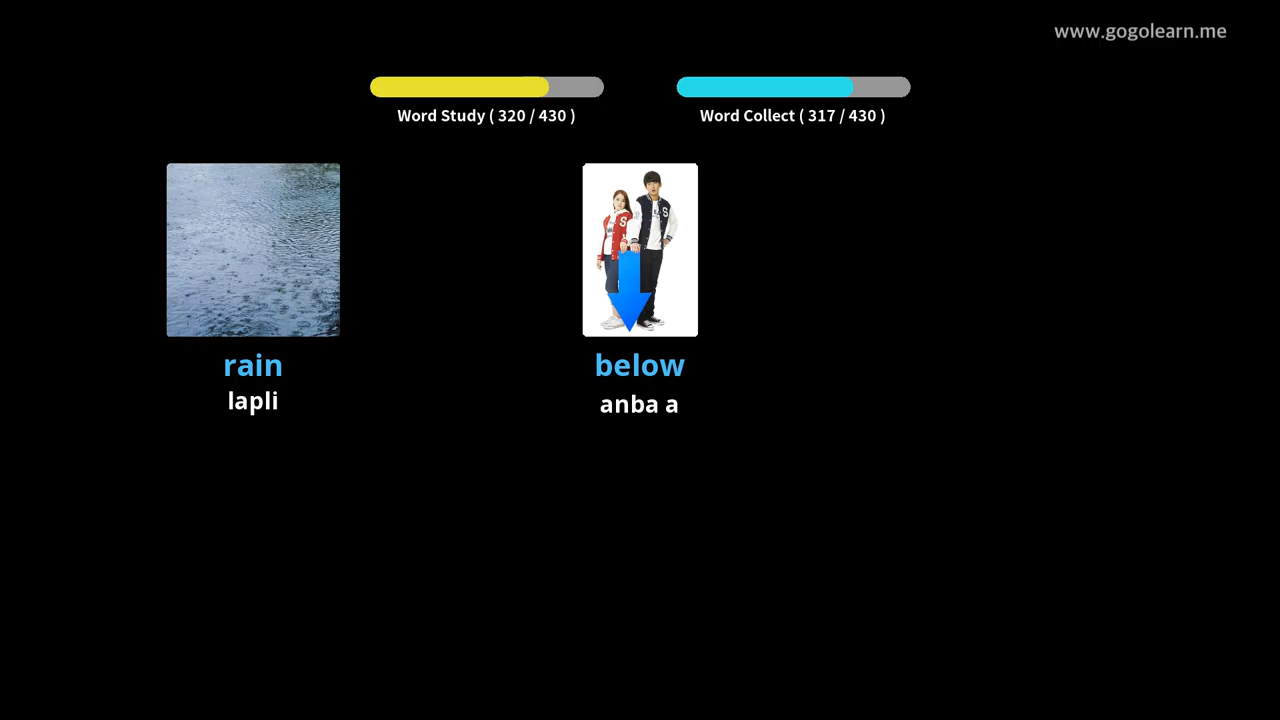 www.gogolearn.me
Word Study ( 320 / 430 )
Word Collect ( 317 / 430 )
S
S
rain
below
lapli
anba a